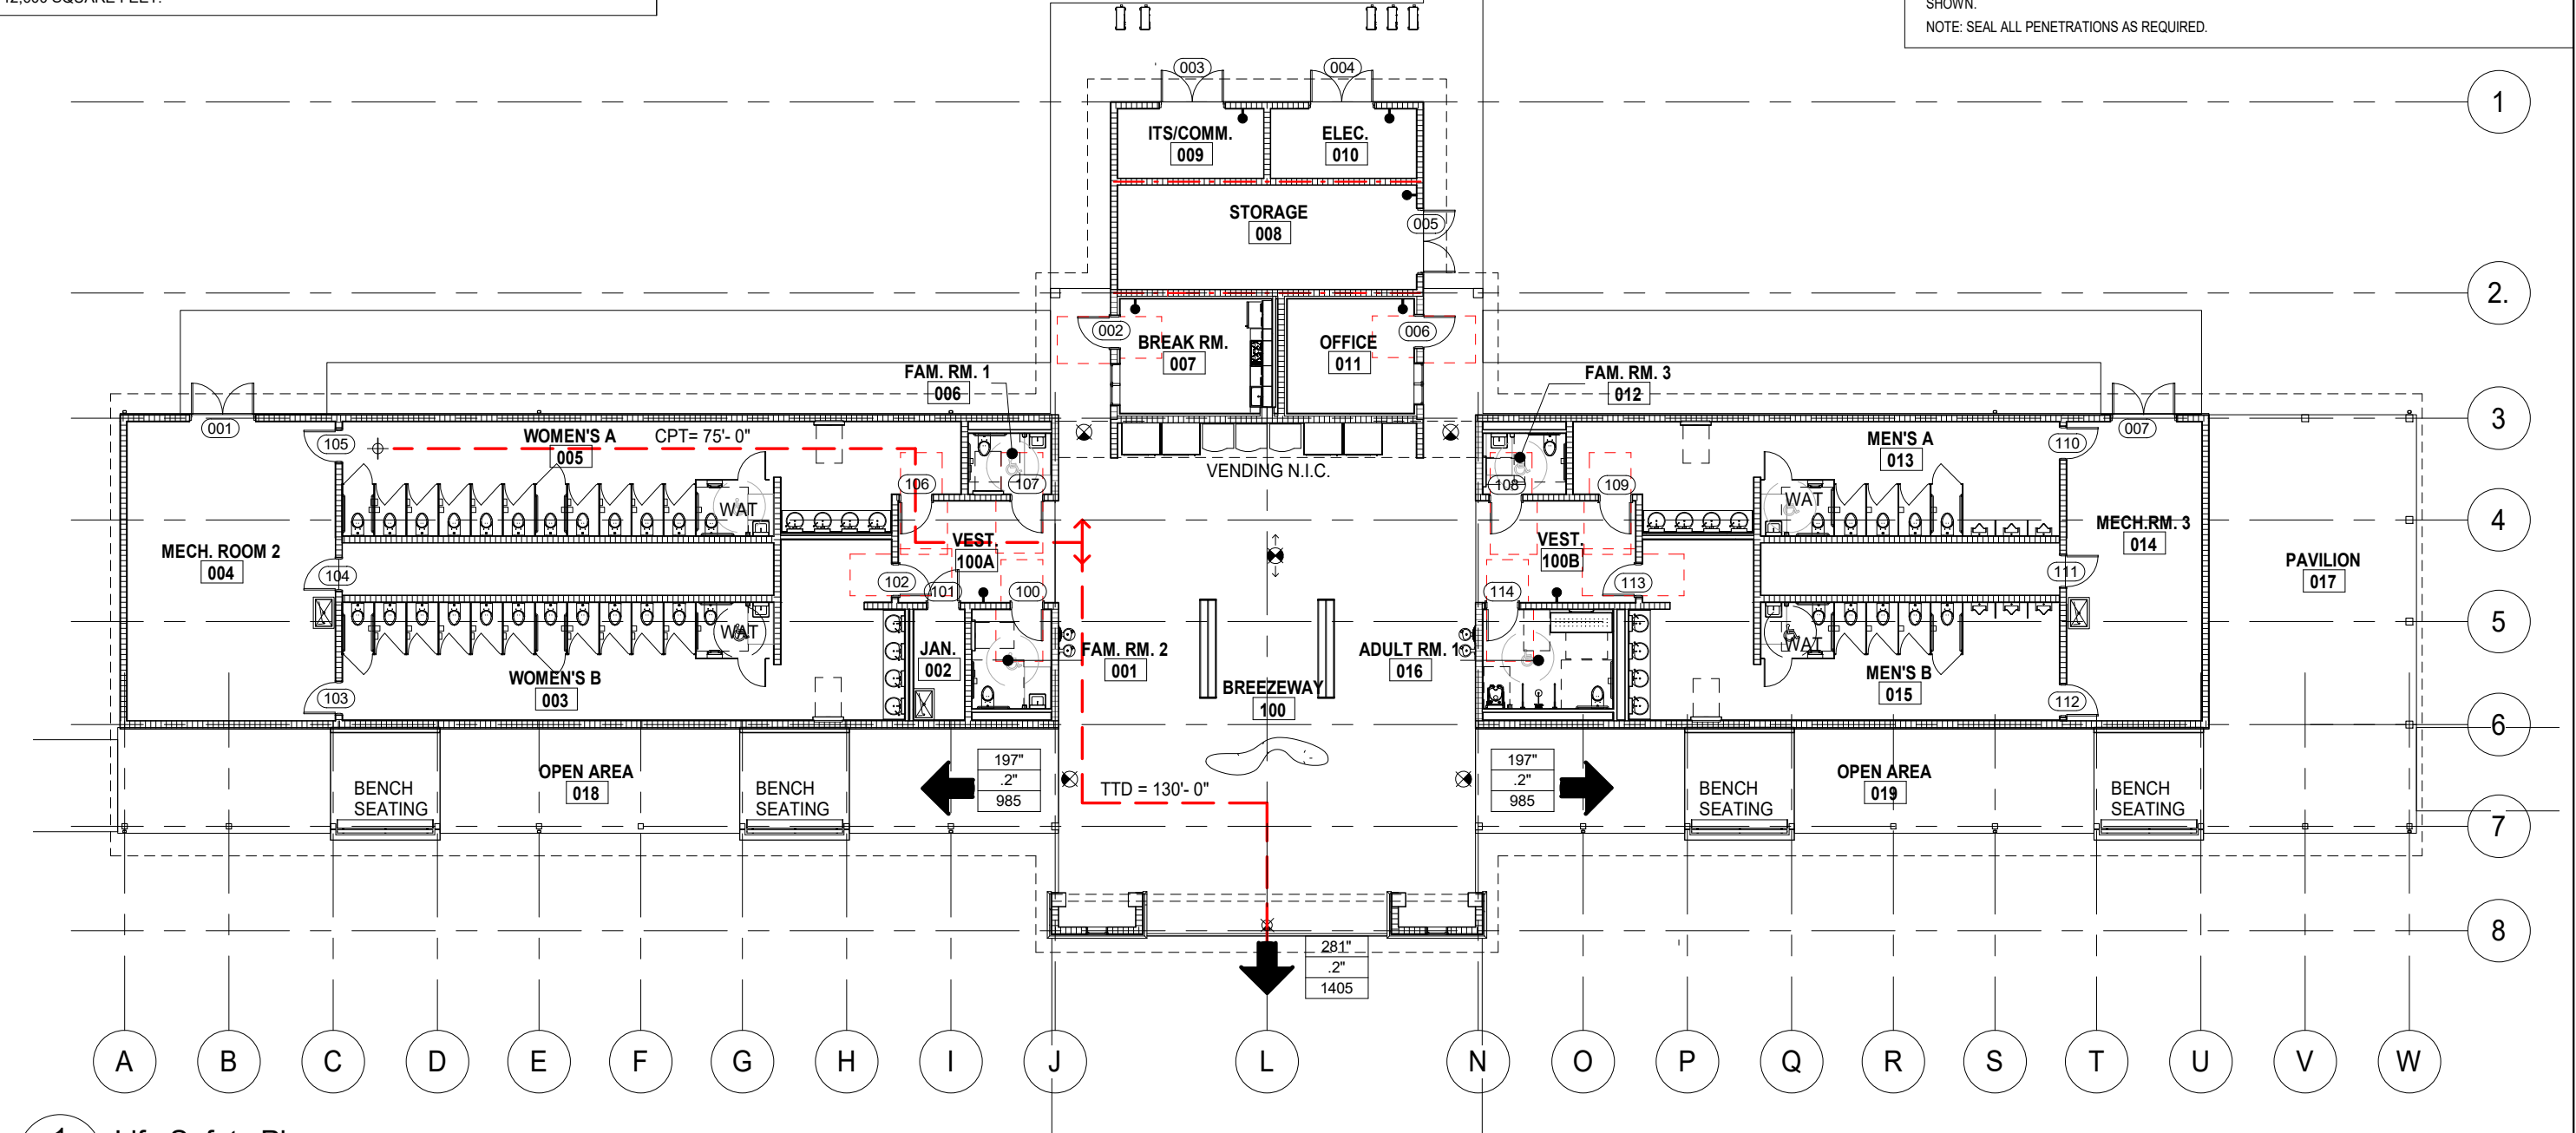 SHOWN.
NOTE: SEAL ALL PENETRATIONS AS REQUIRED.
003
004
1
ITS/COMM.
009
ELEC.
010
STORAGE
008
005
2.
002
BREAK RM.
007
OFFICE
011
006
FAM. RM. 1
006
FAM. RM. 3
012
3
001
105
WOMEN'S A
005
CPT= 75'- 0"
106
107
VENDING N.I.C.
108
109
MEN'S A
013
110
007
4
WAT
WAT
MECH. ROOM 2
004
VEST.
100A
VEST.
100B
MECH.RM. 3
014
PAVILION
017
104
102
101
100
114
113
111
5
WAT
WAT
JAN.
002
FAM. RM. 2
001
ADULT RM. 1
016
WOMEN'S B
003
MEN'S B
015
103
112
BREEZEWAY
100
6
OPEN AREA
018
BENCH
SEATING
BENCH
SEATING
197"
.2"
985
TTD = 130'- 0"
197"
.2"
985
BENCH
SEATING
OPEN AREA
019
BENCH
SEATING
7
8
281"
.2"
1405
A B C D E F G H I J L N O P Q R S T U V W